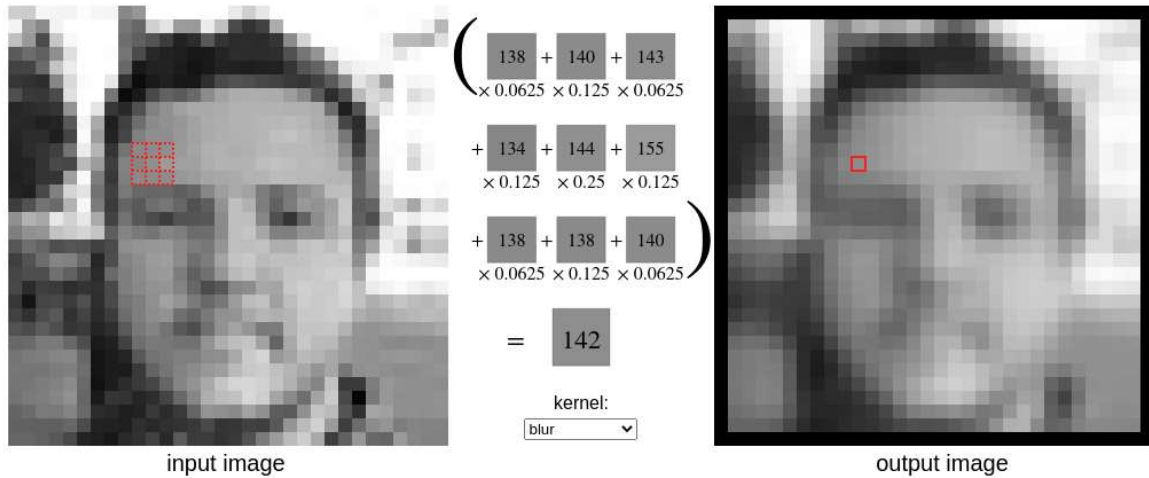 ( 138 + 140 + 143
× 0.0625 × 0.125 × 0.0625
+ 134 + 144 + 155
× 0.125 × 0.25 × 0.125
+ 138 + 138 + 140 )
× 0.0625 × 0.125 × 0.0625
= 142
kernel:
blur
input image
output image